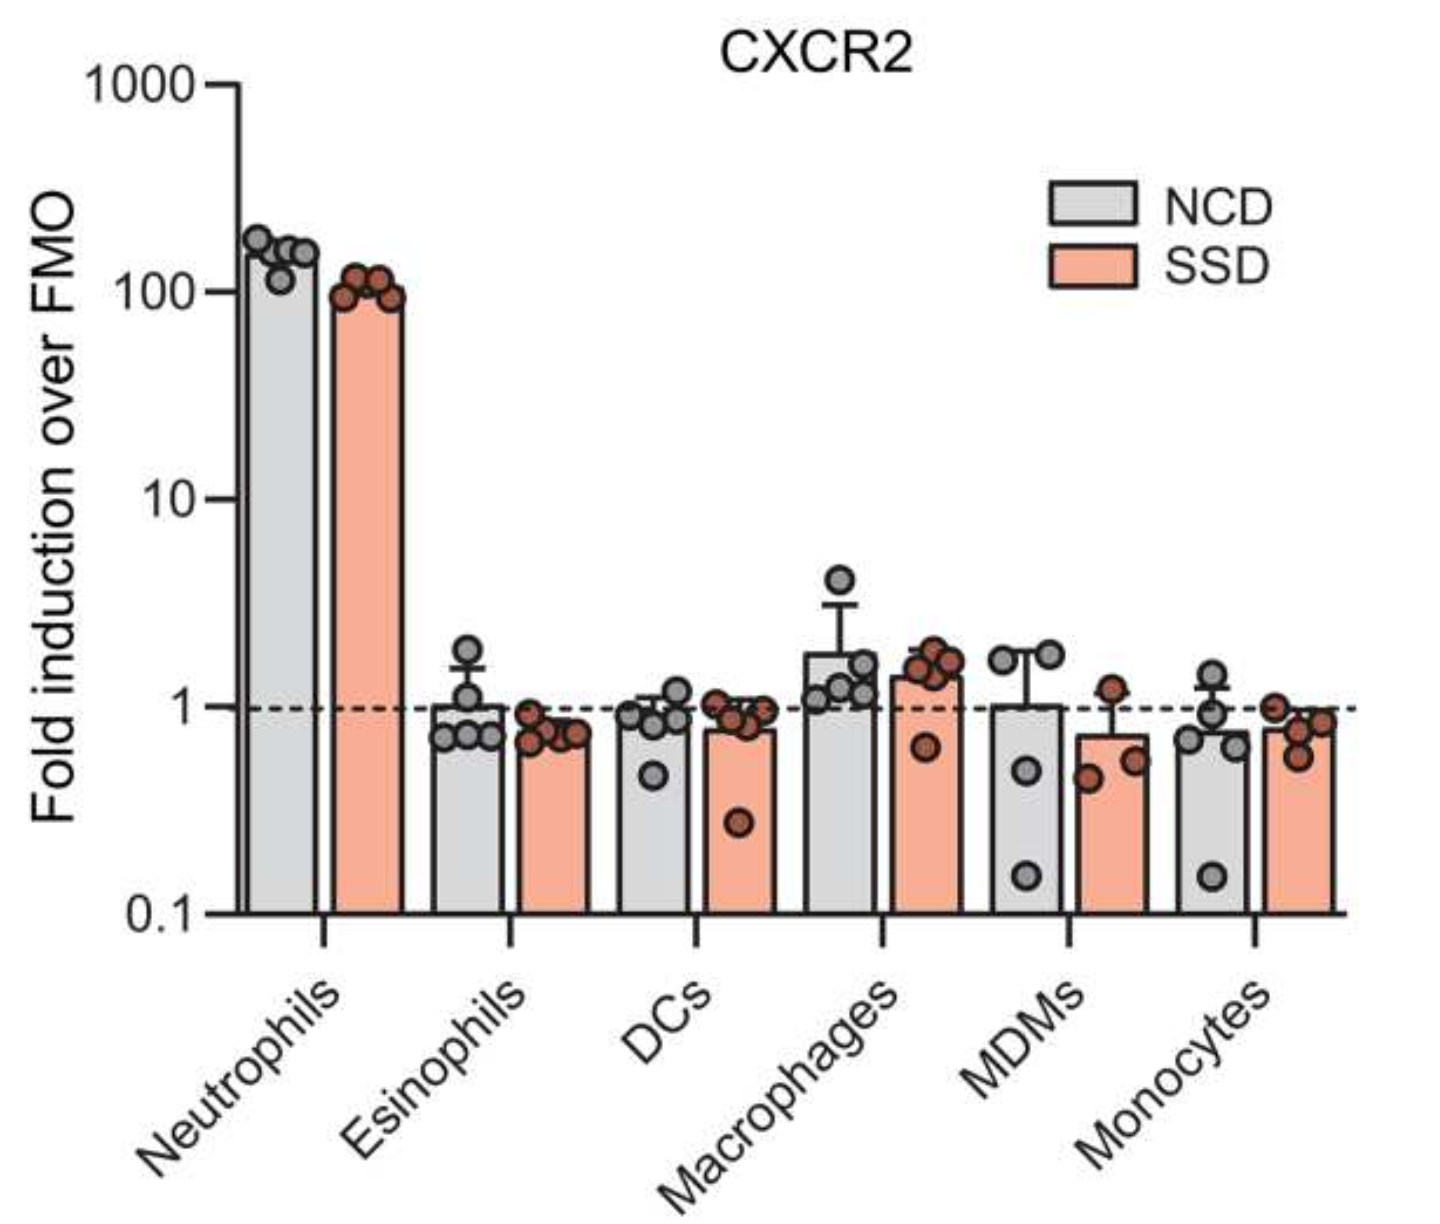 CXCR2
1000
100
10
1
0.1
Fold induction over FMO
NCD
SSD
Neutrophils
Esinophils
DCs
Macrophages
MDMs
Monocytes